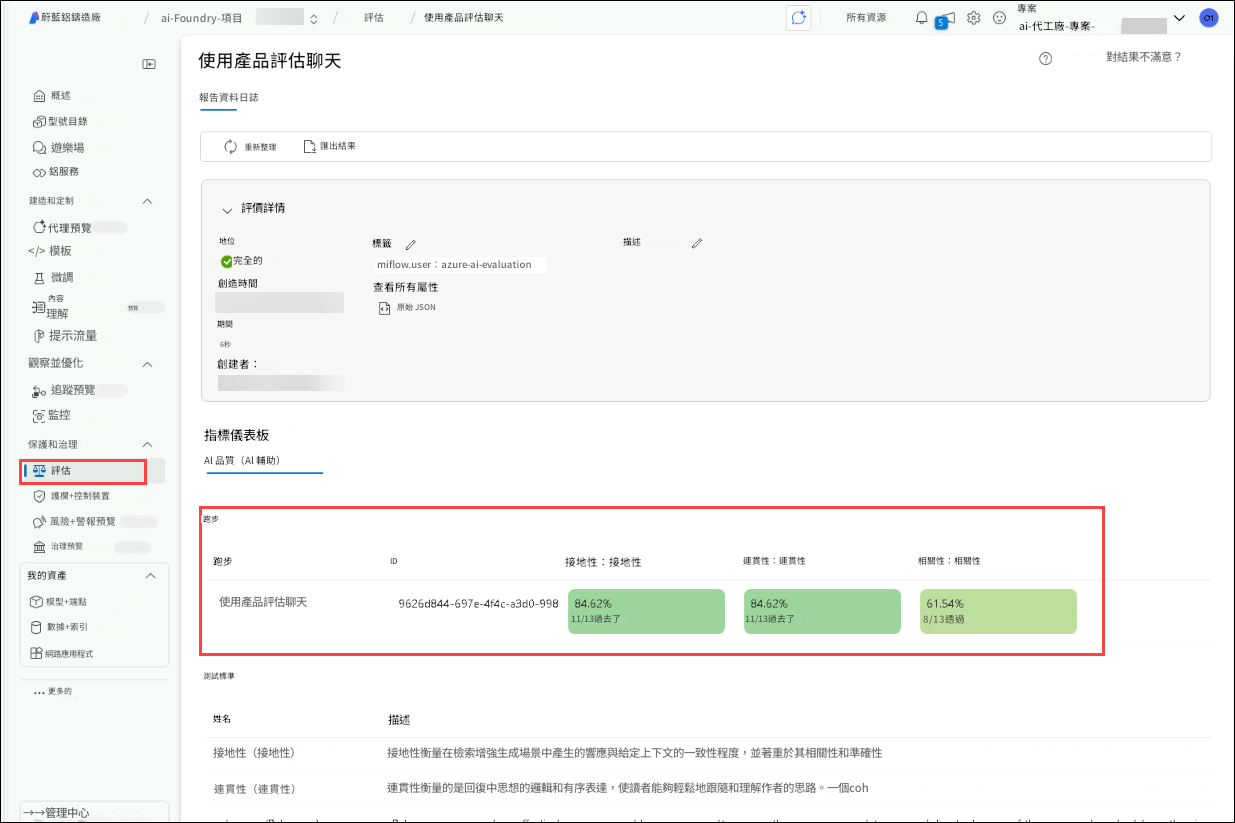 蔚藍鋁鑄造廠 / ai-Foundry-項目 / 評估 / 使用產品評估聊天 所有資源 5 專案
ai-代工廠-專案- 01
使用產品評估聊天 對結果不滿意？
報告資料日誌
重新整理 匯出結果
概述
型號目錄
遊樂場
鋁服務
建造和定制
代理預覽
</> 模板
微調
內容
理解 預覽
提示流量
觀察並優化
追蹤預覽
監控
保護和治理
評估
護欄+控制裝置
風險+警報預覽
治理預覽
我的資產
模型+端點
數據+索引
網路應用程式
... 更多的
→→管理中心
評價詳情
地位 標籤 描述
完全的 miflow.user：azure-ai-evaluation
創造時間 查看所有屬性
原始 JSON
期間
6秒
創建者：
指標儀表板
AI 品質（AI 輔助）
跑步
跑步 ID 接地性：接地性 連貫性：連貫性 相關性：相關性
使用產品評估聊天 9626d844-697e-4f4c-a3d0-998 84.62% 84.62% 61.54%
11/13過去了 11/13過去了 8/13透過
測試標準
姓名 描述
接地性（接地性） 接地性衡量在檢索增強生成場景中產生的響應與給定上下文的一致性程度，並著重於其相關性和準確性
連貫性（連貫性） 連貫性衡量的是回復中思想的邏輯和有序表達，使讀者能夠輕鬆地跟隨和理解作者的思路。一個coh